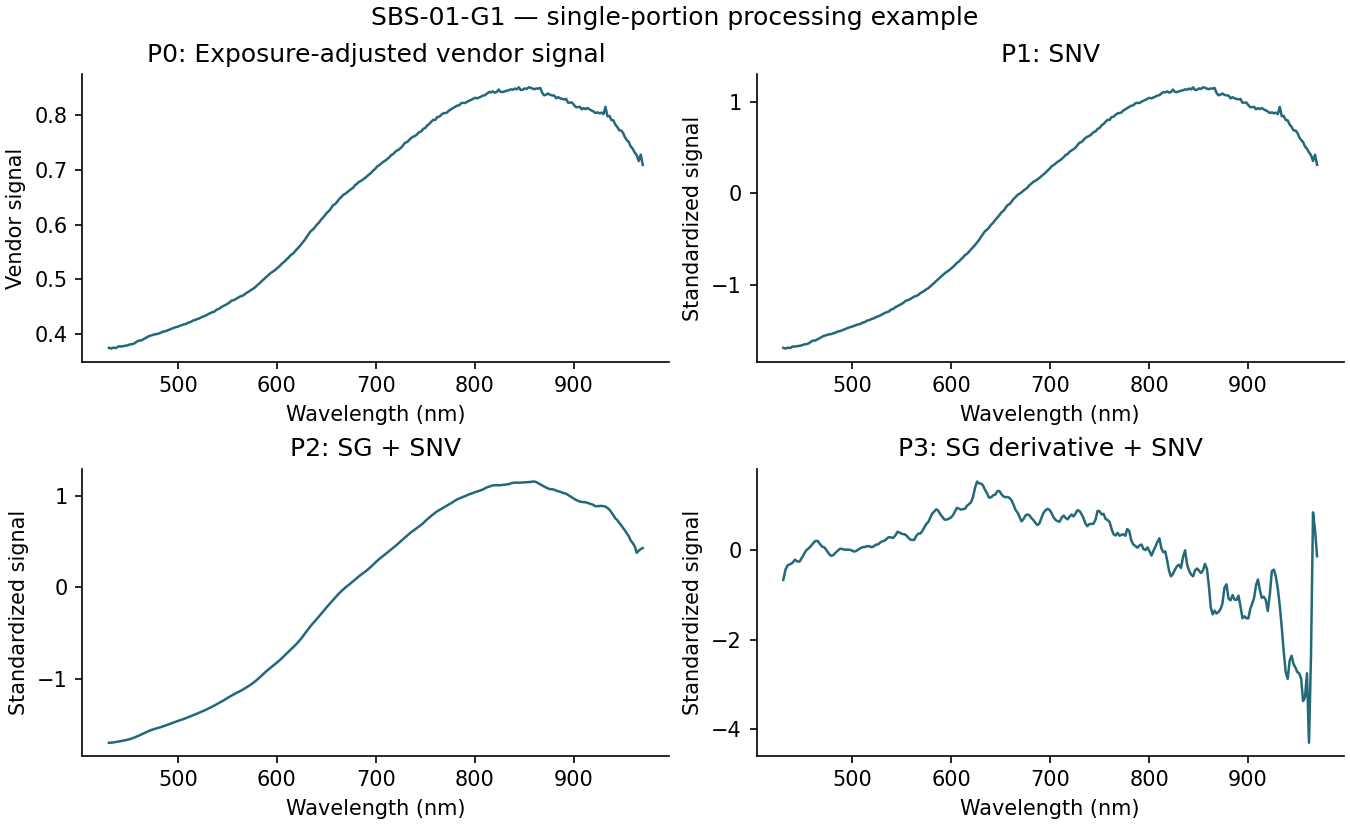 SBS-01-G1 — single-portion processing example
P0: Exposure-adjusted vendor signal
Vendor signal
0.8
0.7
0.6
0.5
0.4
500 600 700 800 900
Wavelength (nm)
P1: SNV
Standardized signal
1
0
−1
500 600 700 800 900
Wavelength (nm)
P2: SG + SNV
Standardized signal
1
0
−1
500 600 700 800 900
Wavelength (nm)
P3: SG derivative + SNV
Standardized signal
0
−2
−4
500 600 700 800 900
Wavelength (nm)